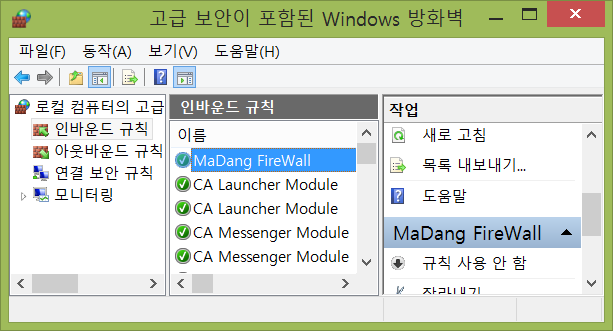 고급 보안이 포함된 Windows 방화벽
파일(F) 동작(A) 보기(V) 도움말(H)
로컬 컴퓨터의 고급
인바운드 규칙
아웃바운드 규칙
연결 보안 규칙
모니터링
인바운드 규칙
이름
MaDang FireWall
CA Launcher Module
CA Launcher Module
CA Messenger Module
CA Messenger Module
작업
새로 고침
목록 내보내기...
도움말
MaDang FireWall
규칙 사용 안 함
잘라내기